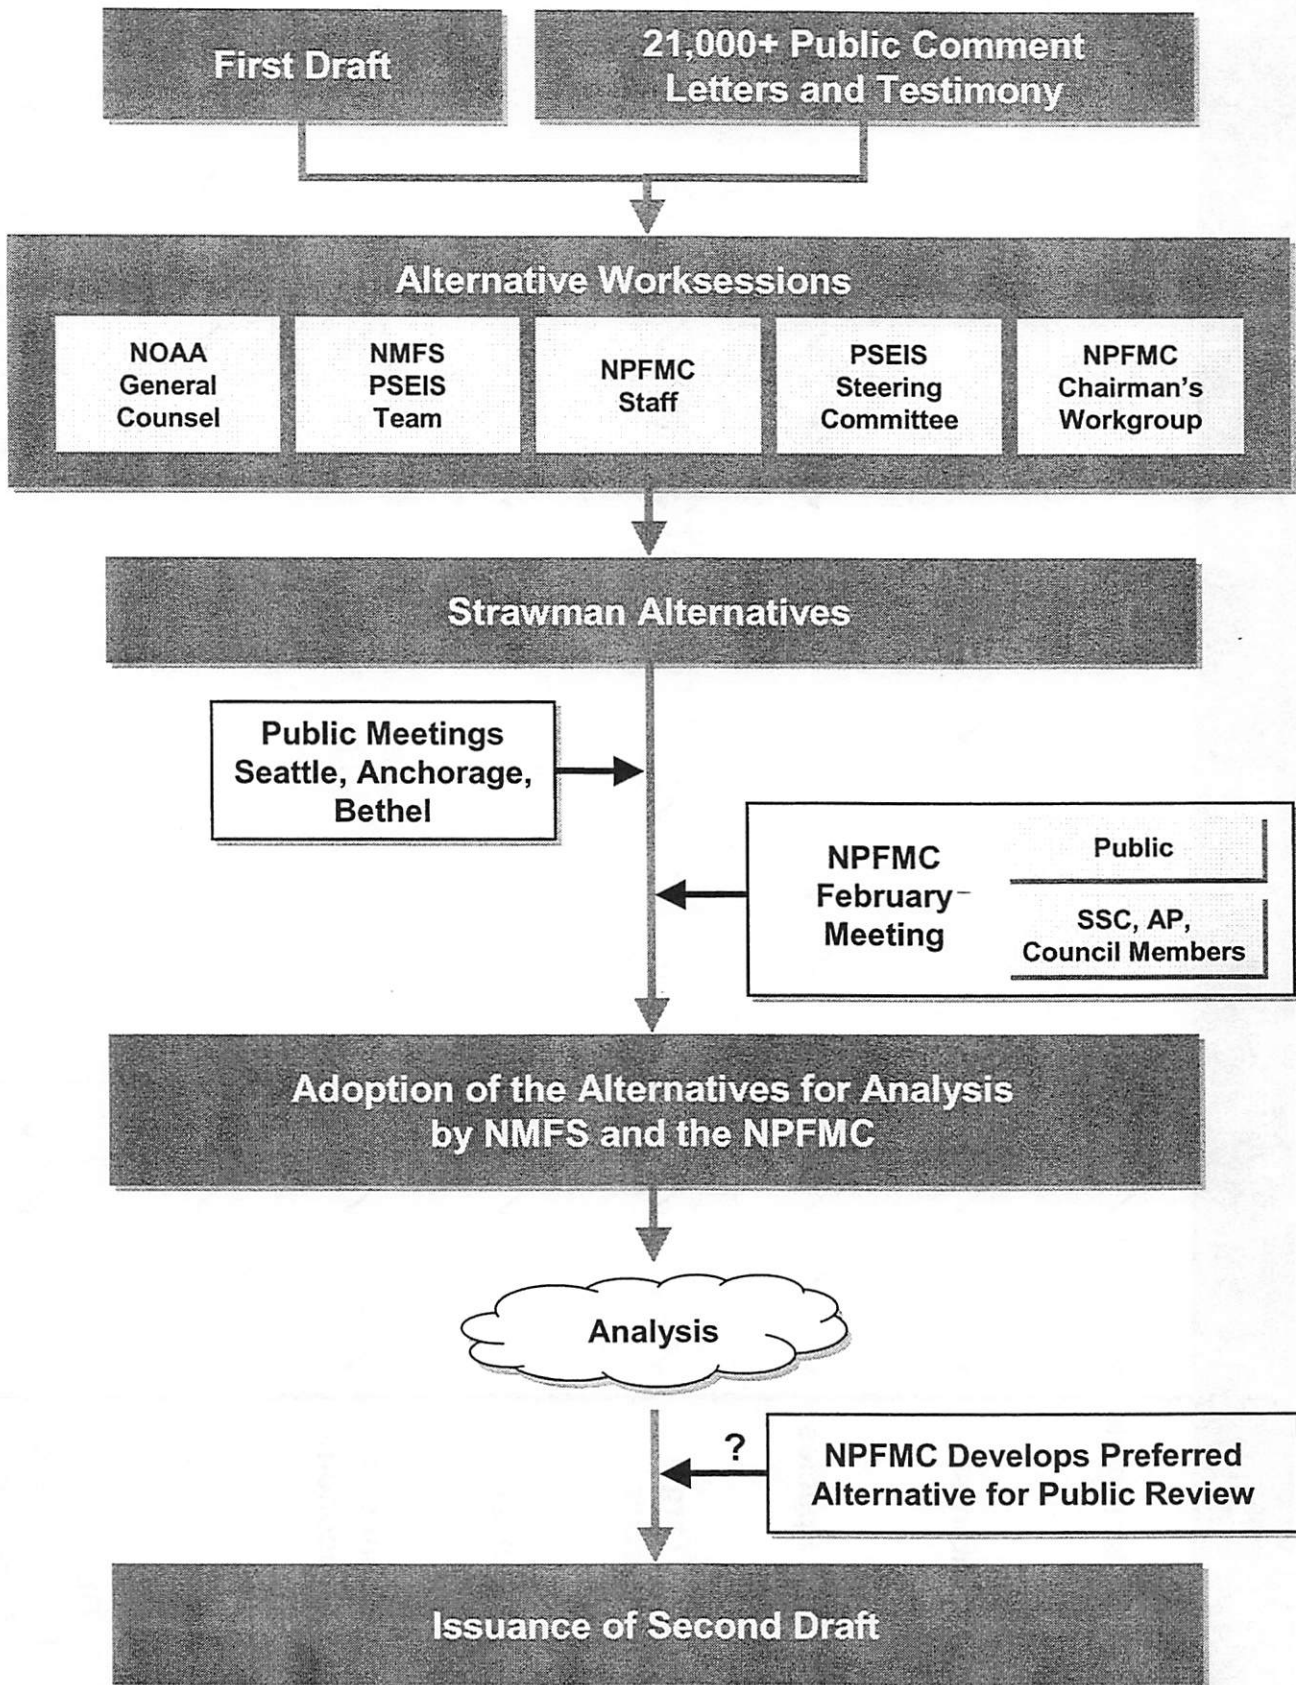 First Draft
21,000+ Public Comment
Letters and Testimony
Alternative Worksessions
NOAA
General
Counsel
NMFS
PSEIS
Team
NPFMC
Staff
PSEIS
Steering
Committee
NPFMC
Chairman's
Workgroup
Strawman Alternatives
Public Meetings
Seattle, Anchorage,
Bethel
NPFMC
February
Meeting
Public
SSC, AP,
Council Members
Adoption of the Alternatives for Analysis
by NMFS and the NPFMC
Analysis
?
NPFMC Develops Preferred
Alternative for Public Review
Issuance of Second Draft